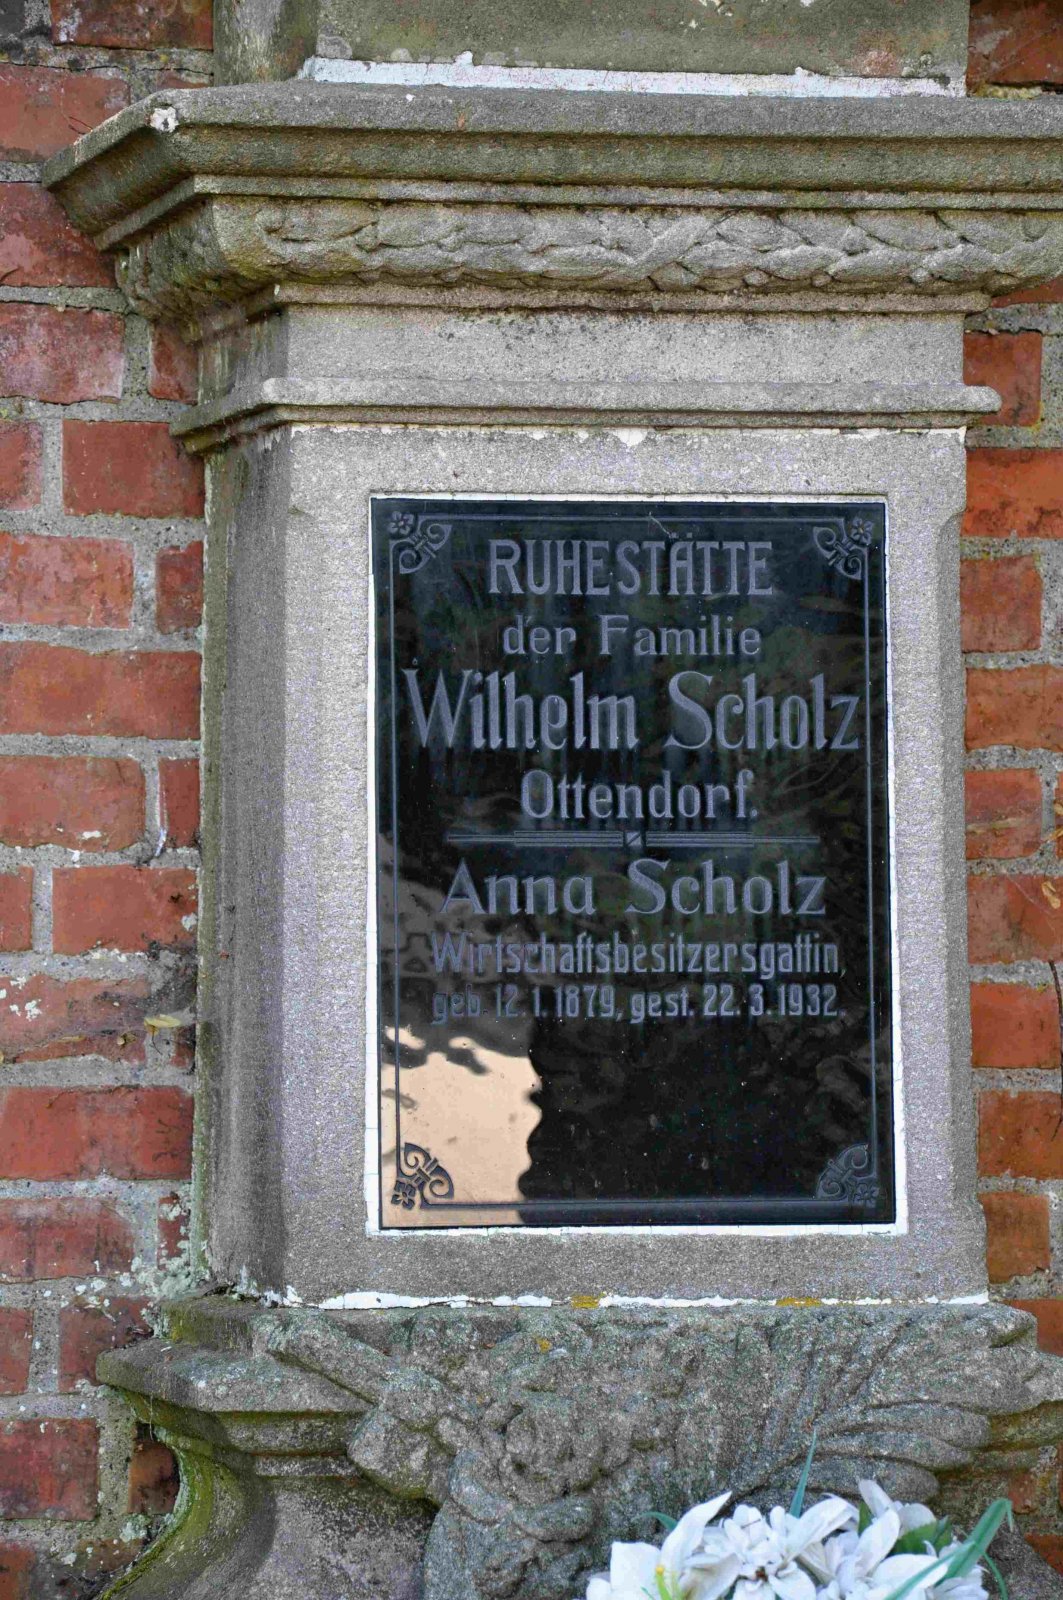 RUHESTÄTTE
der Familie
Wilhelm Scholz
Ottendorf.
Anna Scholz
Wirtschaftsbesitzersgattin,
geb. 12.1.1879, gest. 22.3.1932.